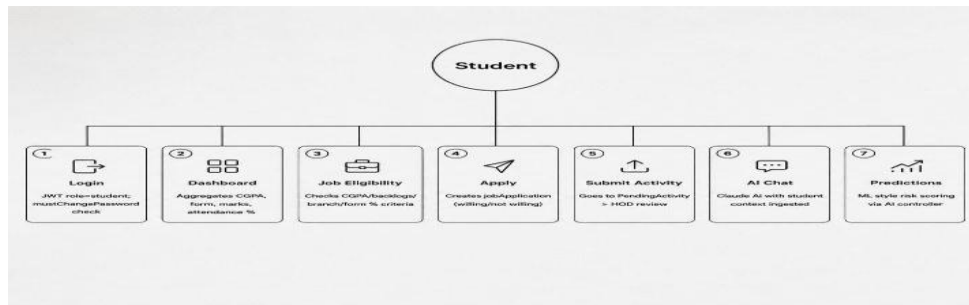 Student
1
Login
JWT role=student;
mustChangePassword
check
2
Dashboard
Aggregates CGPA,
form, marks,
attendance %
3
Job Eligibility
Checks CGPA/backlogs/
branch/form % criteria
4
Apply
Creates jobApplication
(willing/not willing)
5
Submit Activity
Goes to PendingActivity
> HOD review
6
AI Chat
Claude AI with student
context ingested
7
Predictions
ML style risk scoring
via AI controller